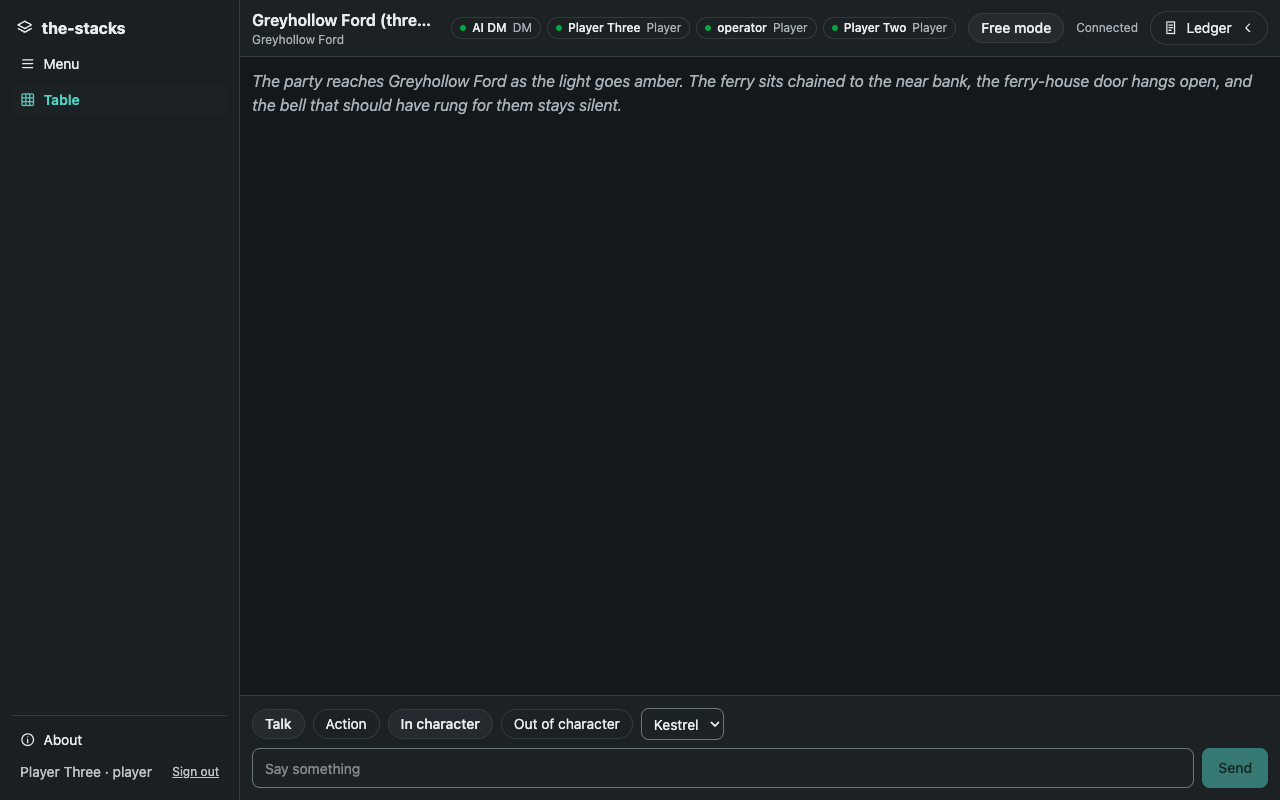 the-stacks
Menu
Table
About
Player Three · player Sign out
Greyhollow Ford (thre...
Greyhollow Ford
AI DM DM
Player Three Player
operator Player
Player Two Player
Free mode
Connected
Ledger
The party reaches Greyhollow Ford as the light goes amber. The ferry sits chained to the near bank, the ferry-house door hangs open, and
the bell that should have rung for them stays silent.
Talk
Action
In character
Out of character
Kestrel
Say something
Send